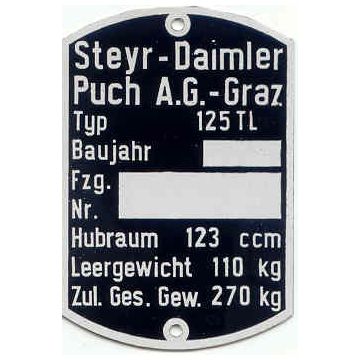 Steyr-Daimler
Puch A.G.-Graz
Typ 125 TL
Baujahr
Fzg.
Nr.
Hubraum 123 ccm
Leergewicht 110 kg
Zul. Ges. Gew. 270 kg